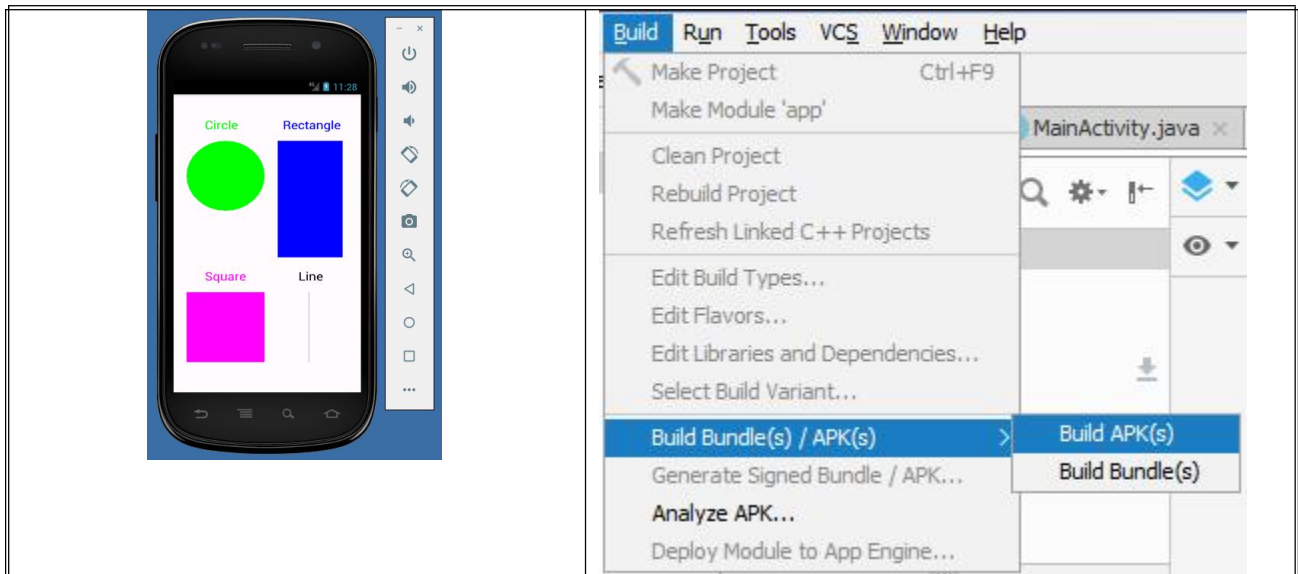 11:28
Circle Rectangle
Square Line
Build Run Tools VCS Window Help
Make Project Ctrl+F9
Make Module 'app'
MainActivity.java
Clean Project
Rebuild Project
Refresh Linked C++ Projects
Edit Build Types...
Edit Flavors...
Edit Libraries and Dependencies...
Select Build Variant...
Build Bundle(s) / APK(s)
Build APK(s)
Generate Signed Bundle / APK...
Build Bundle(s)
Analyze APK...
Deploy Module to App Engine...